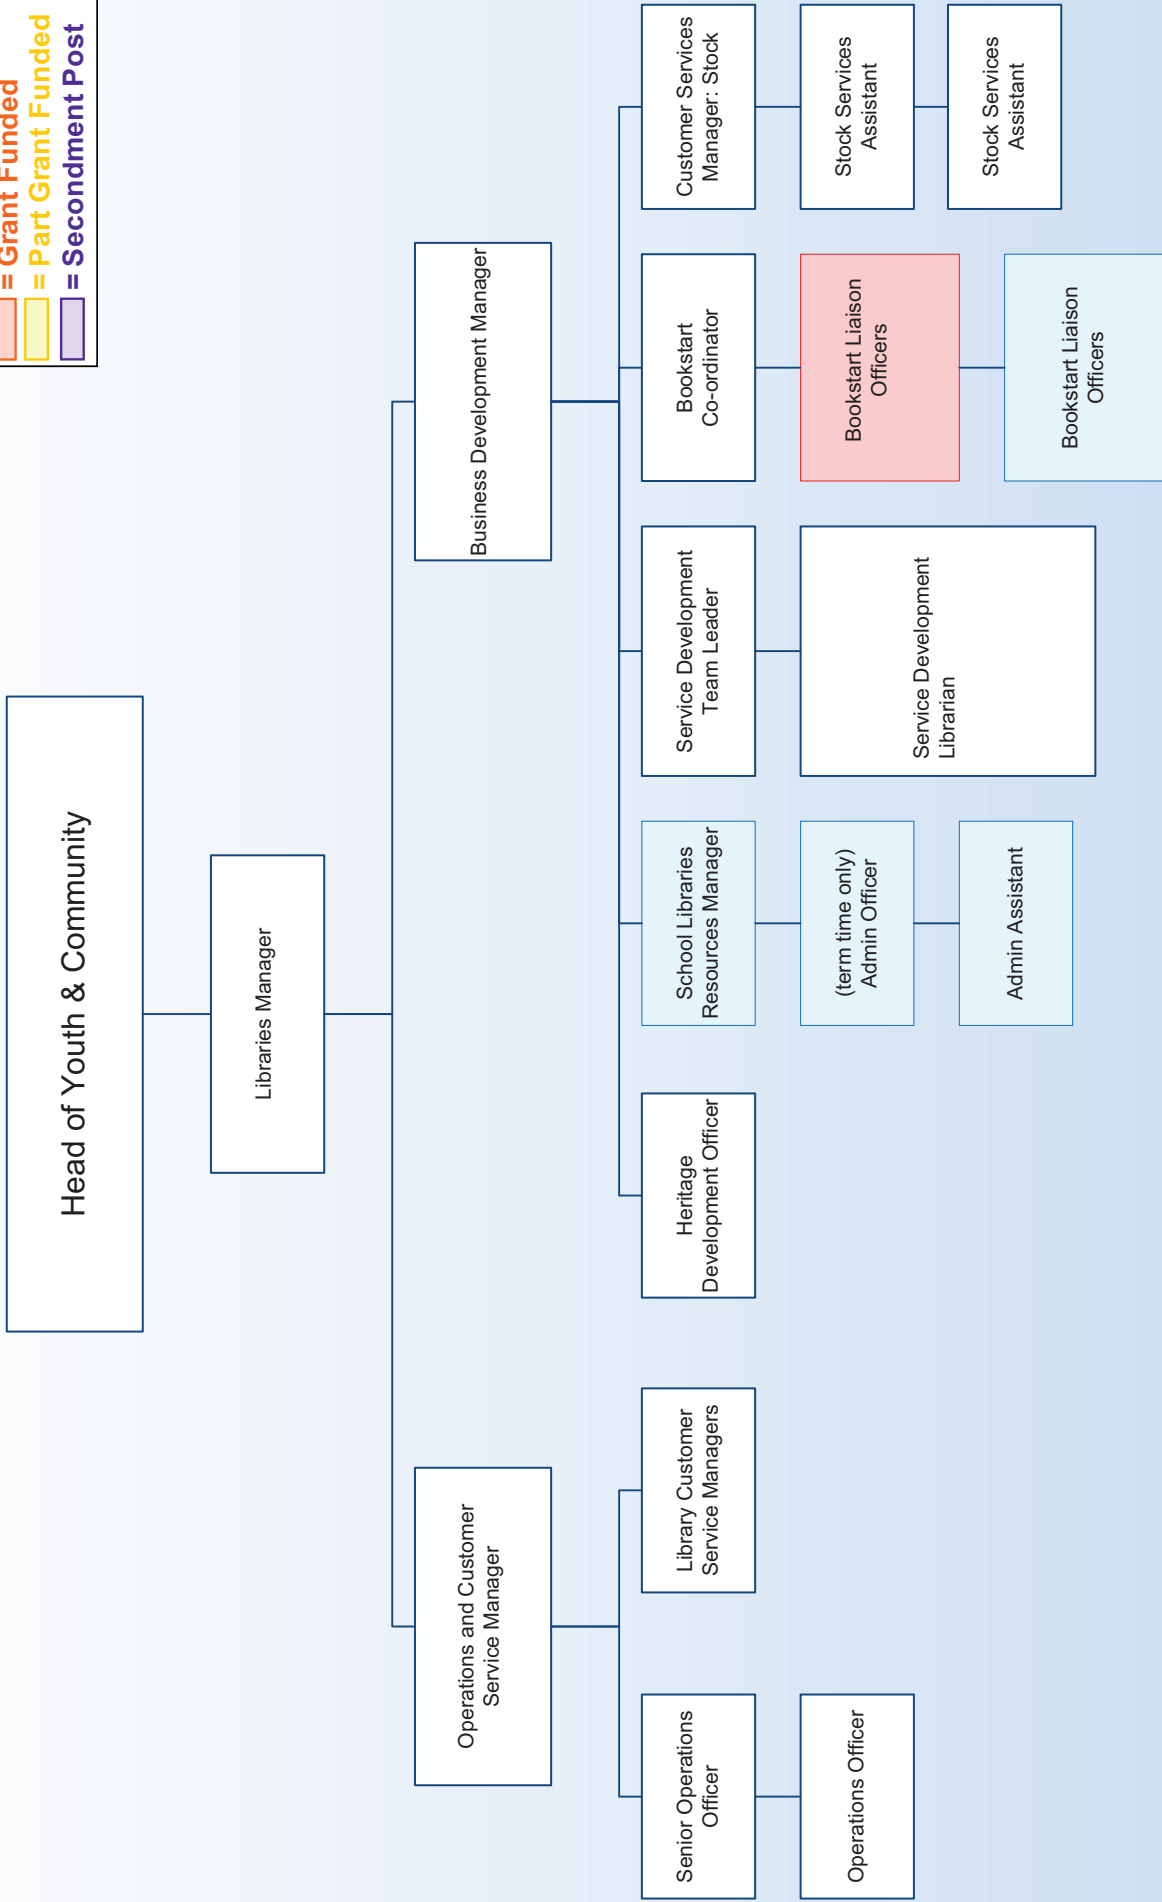 = Grant Funded
= Part Grant Funded
= Secondment Post
Head of Youth & Community
Libraries Manager
Operations and Customer
Service Manager
Business Development Manager
Senior Operations
Officer
Library Customer
Service Managers
Heritage
Development Officer
School Libraries
Resources Manager
Service Development
Team Leader
Bookstart
Co-ordinator
Customer Services
Manager: Stock
Operations Officer
(term time only)
Admin Officer
Service Development
Librarian
Bookstart Liaison
Officers
Stock Services
Assistant
Admin Assistant
Bookstart Liaison
Officers
Stock Services
Assistant